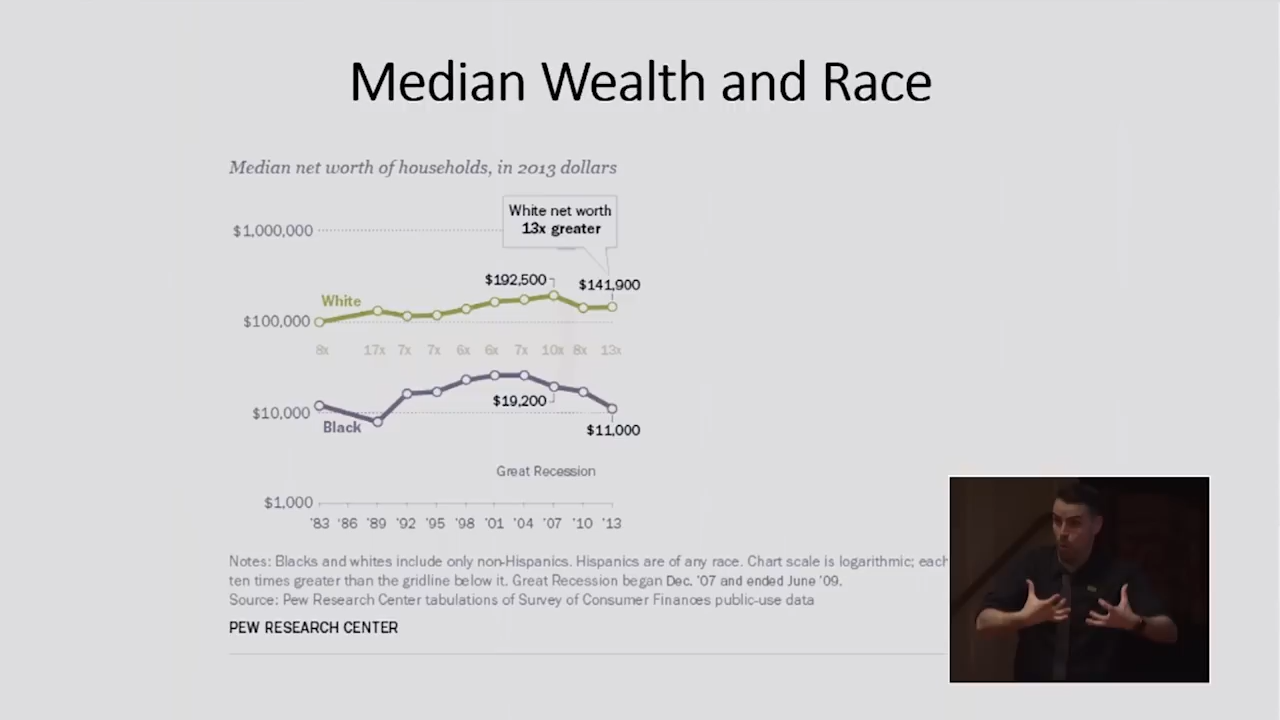 Median Wealth and Race
Median net worth of households, in 2013 dollars
White net worth
13x greater
$1,000,000
$192,500
$141,900
White
$100,000
8x 17x 7x 7x 6x 6x 7x 10x 8x 13x
$10,000
$19,200
Black
$11,000
Great Recession
$1,000
'83 '86 '89 '92 '95 '98 '01 '04 '07 '10 '13
Notes: Blacks and whites include only non-Hispanics. Hispanics are of any race. Chart scale is logarithmic; each
ten times greater than the gridline below it. Great Recession began Dec. '07 and ended June '09.
Source: Pew Research Center tabulations of Survey of Consumer Finances public-use data
PEW RESEARCH CENTER